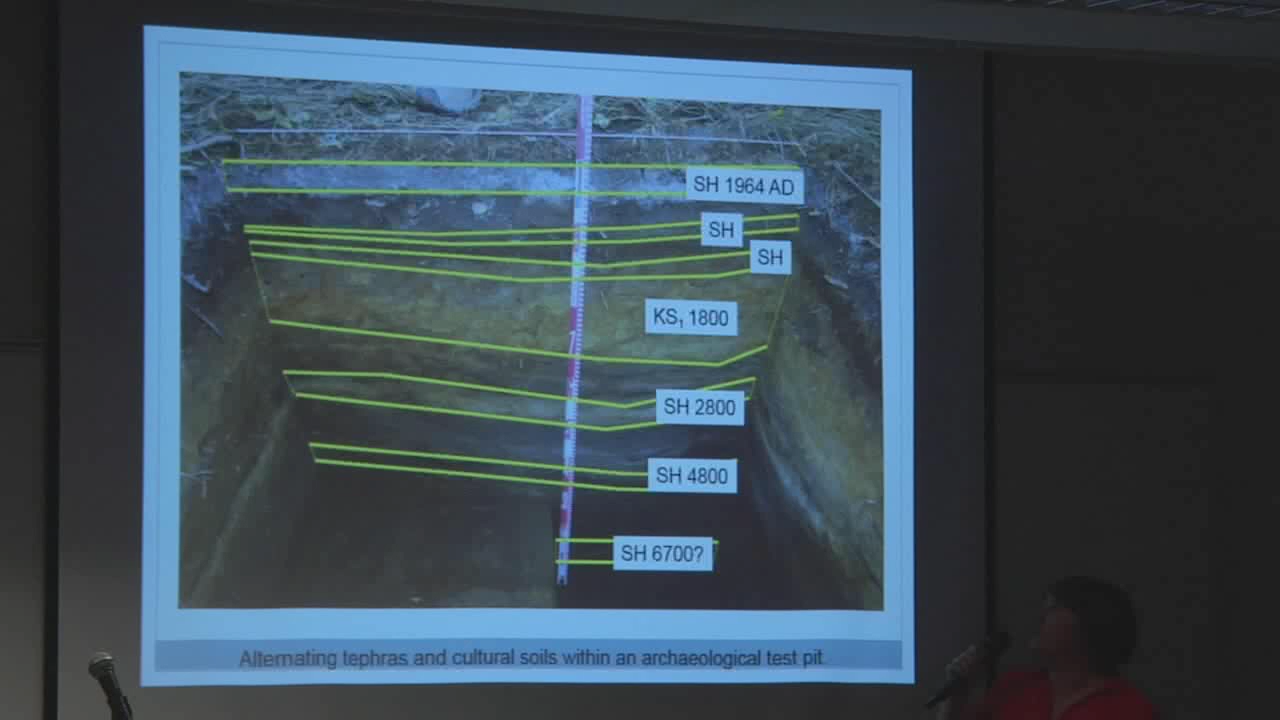 SH 1964 AD
SH
SH
KS₁ 1800
SH 2800
SH 4800
SH 6700?
Alternating tephras and cultural soils within an archaeological test pit